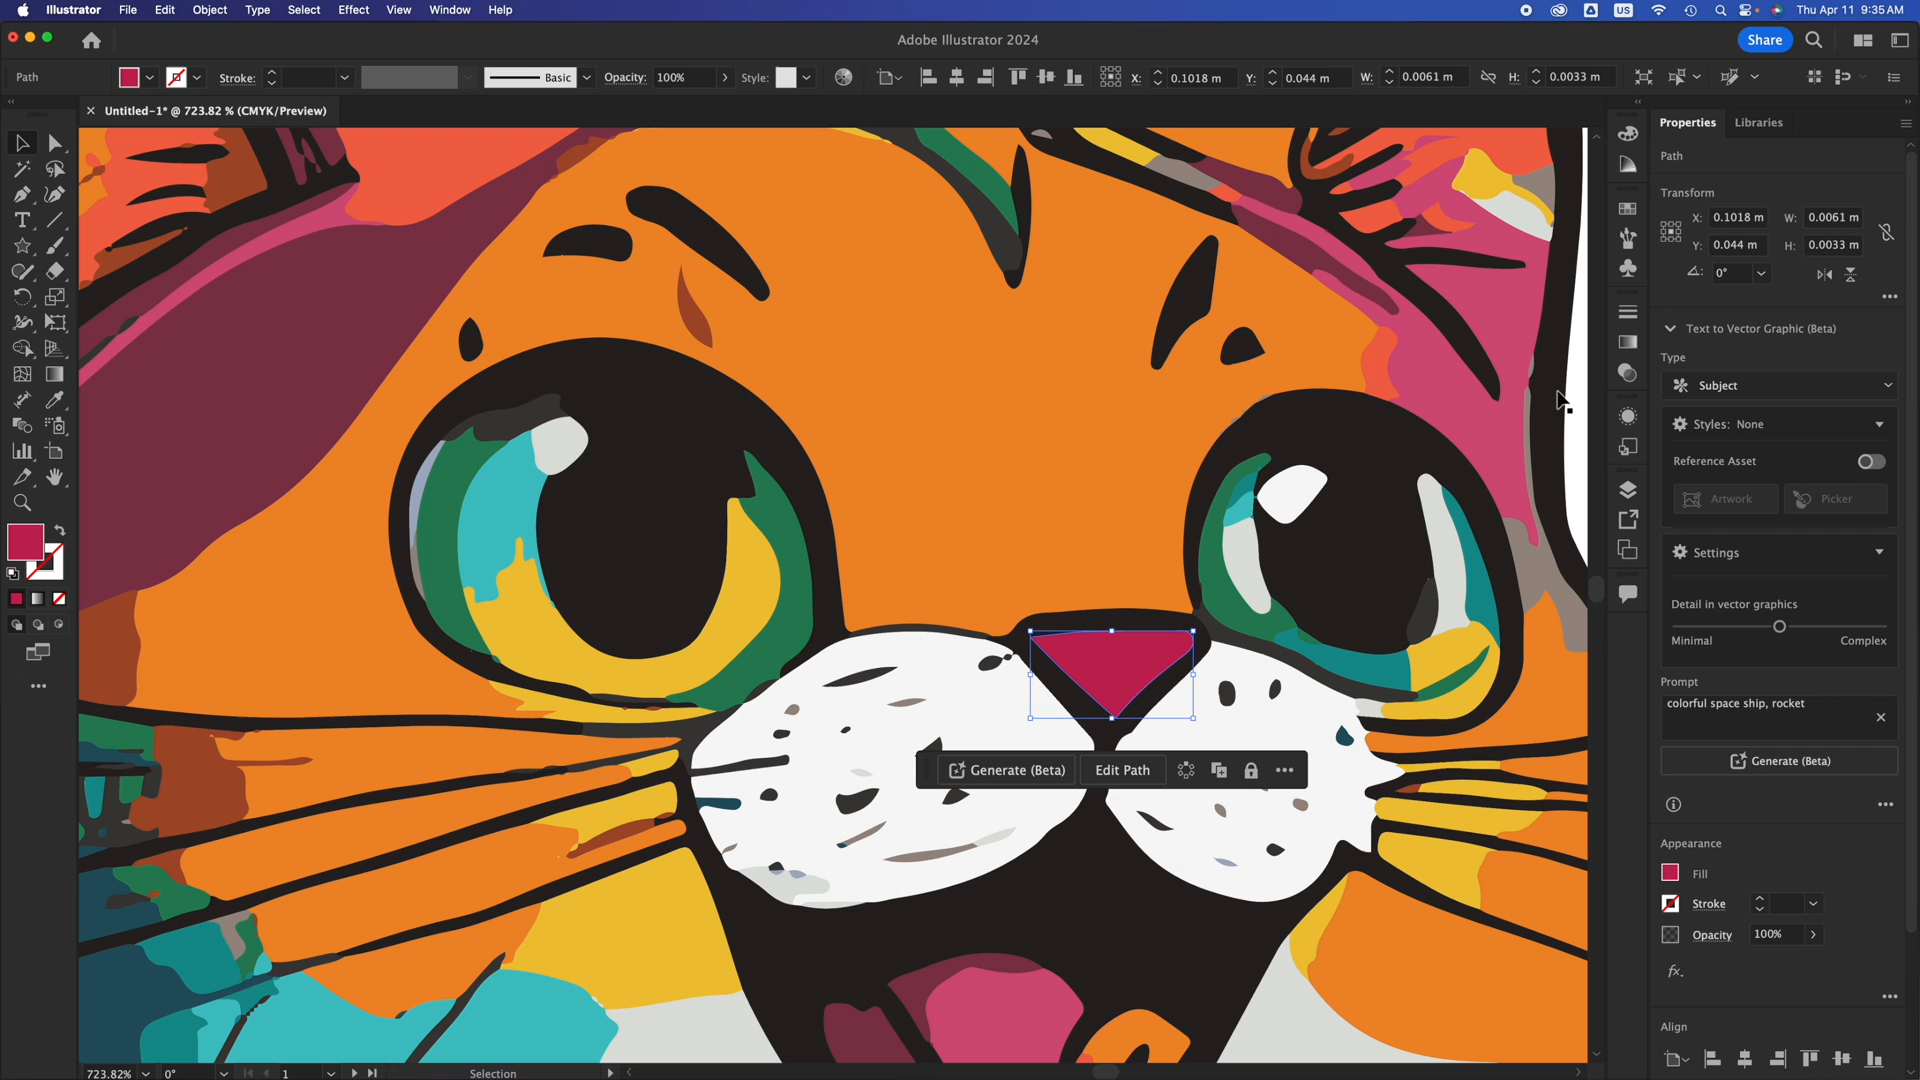 Illustrator File Edit Object Type Select Effect View Window Help US Thu Apr 11 9:35 AM
Adobe Illustrator 2024 Share
Path Stroke: Basic Opacity: 100% Style: X: 0.1018 m Y: 0.044 m W: 0.0061 m H: 0.0033 m
Untitled-1* @ 723.82 % (CMYK/Preview)
Properties Libraries
Path
Transform
X: 0.1018 m W: 0.0061 m
Y: 0.044 m H: 0.0033 m
0°
Text to Vector Graphic (Beta)
Type
Subject
Styles: None
Reference Asset
Artwork Picker
Settings
Detail in vector graphics
Minimal Complex
Prompt
colorful space ship, rocket
Generate (Beta)
Generate (Beta) Edit Path
Appearance
Fill
Stroke
Opacity 100%
fx.
Align
723.82% 0° 1 Selection